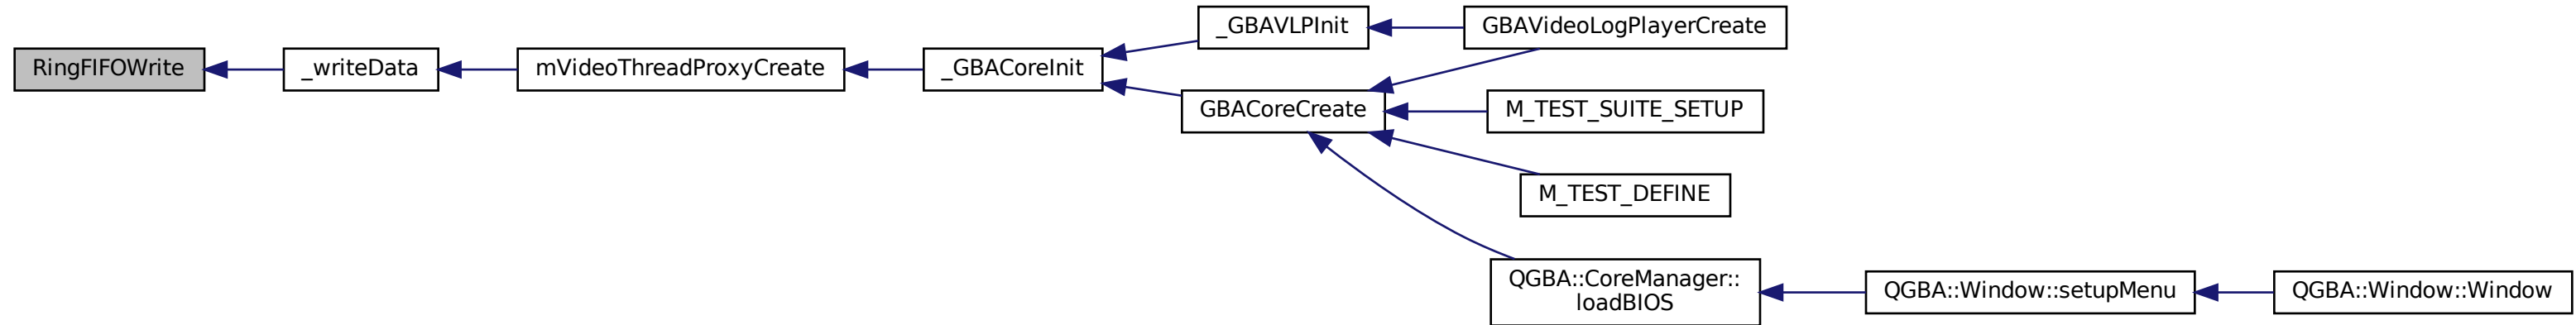 RingFIFOWrite
_writeData
mVideoThreadProxyCreate
_GBACoreInit
_GBAVLPInit
GBAVideoLogPlayerCreate
GBACoreCreate
M_TEST_SUITE_SETUP
M_TEST_DEFINE
QGBA::CoreManager::
loadBIOS
QGBA::Window::setupMenu
QGBA::Window::Window